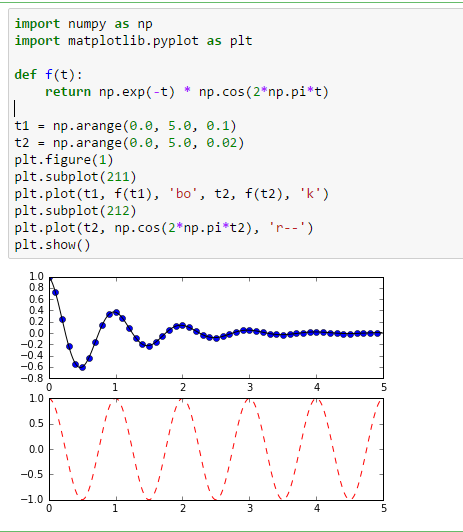 import numpy as np
import matplotlib.pyplot as plt
def f(t):
    return np.exp(-t) * np.cos(2*np.pi*t)
t1 = np.arange(0.0, 5.0, 0.1)
t2 = np.arange(0.0, 5.0, 0.02)
plt.figure(1)
plt.subplot(211)
plt.plot(t1, f(t1), 'bo', t2, f(t2), 'k')
plt.subplot(212)
plt.plot(t2, np.cos(2*np.pi*t2), 'r--')
plt.show()
1.0
0.8
0.6
0.4
0.2
0.0
−0.2
−0.4
−0.6
−0.8
0 1 2 3 4 5
1.0
0.5
0.0
−0.5
−1.0
0 1 2 3 4 5